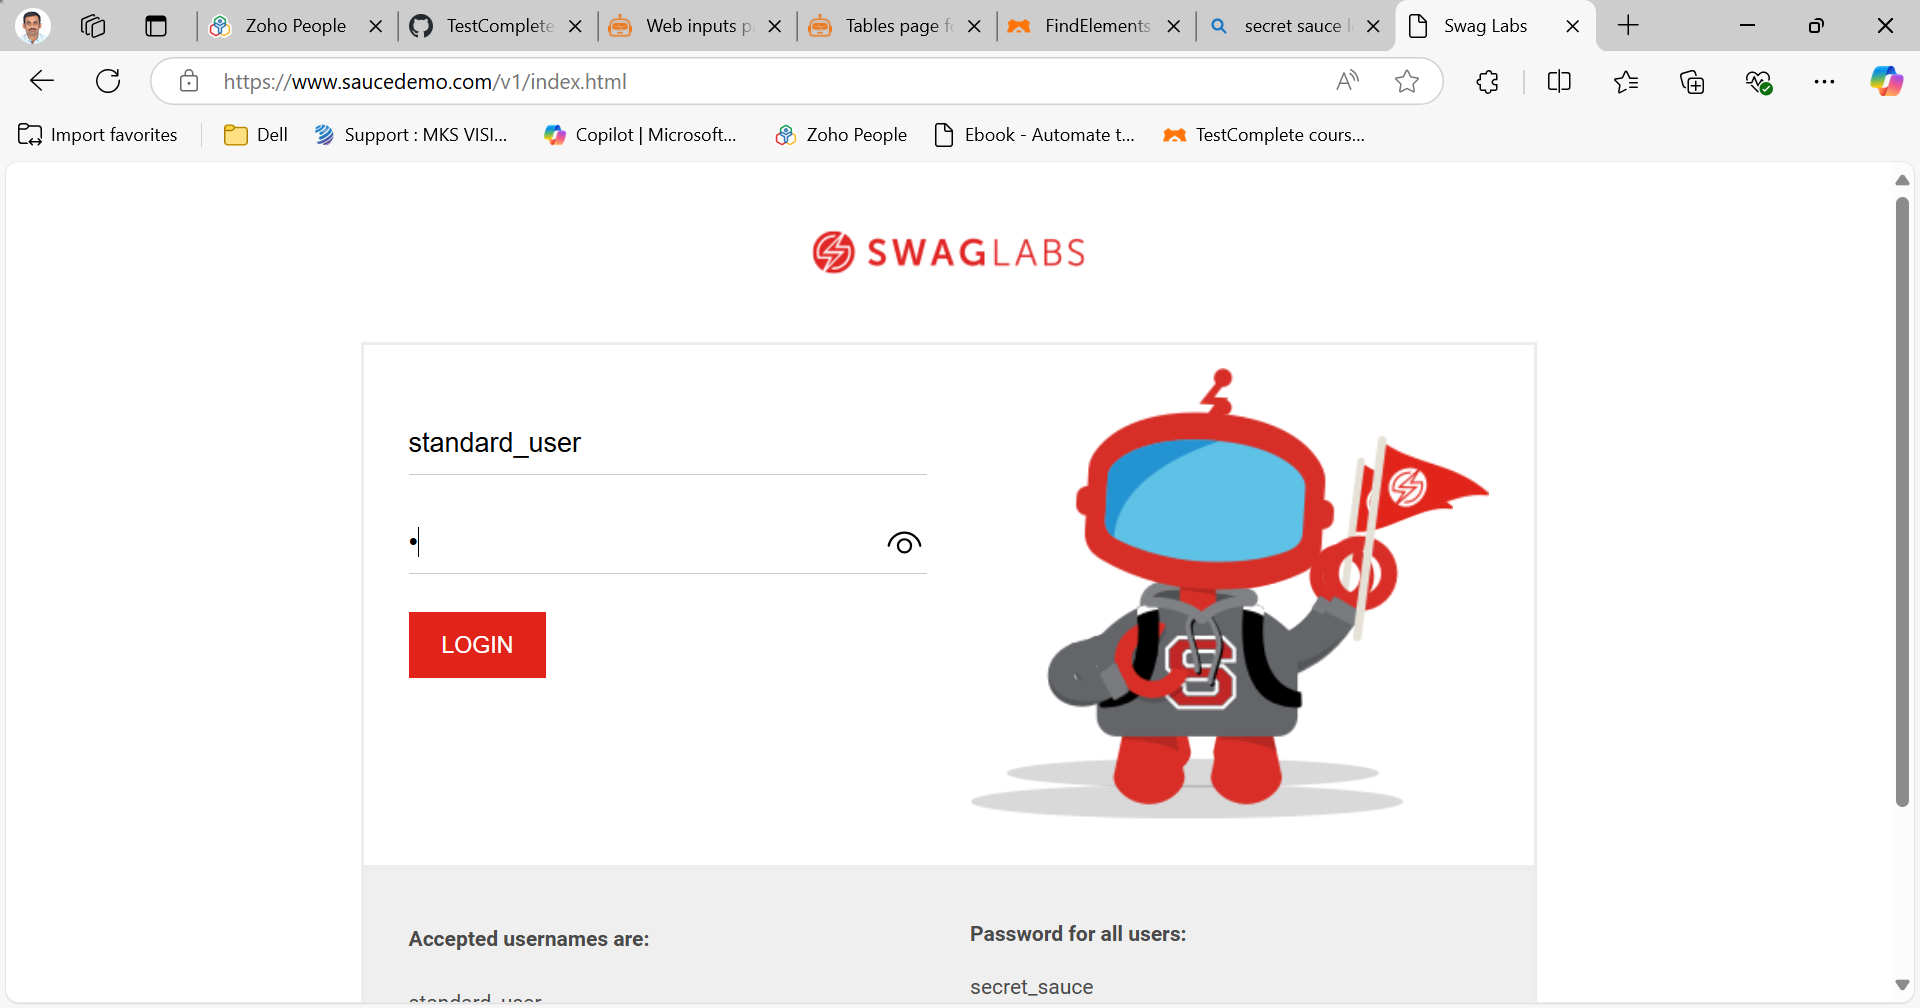 Zoho People
TestComplete
Web inputs p
Tables page fo
FindElements
secret sauce l
Swag Labs
https://www.saucedemo.com/v1/index.html
Import favorites
Dell
Support : MKS VISI...
Copilot | Microsoft...
Zoho People
Ebook - Automate t...
TestComplete cours...
SWAGLABS
standard_user
•
LOGIN
S
Accepted usernames are:
Password for all users:
standard_user
secret_sauce